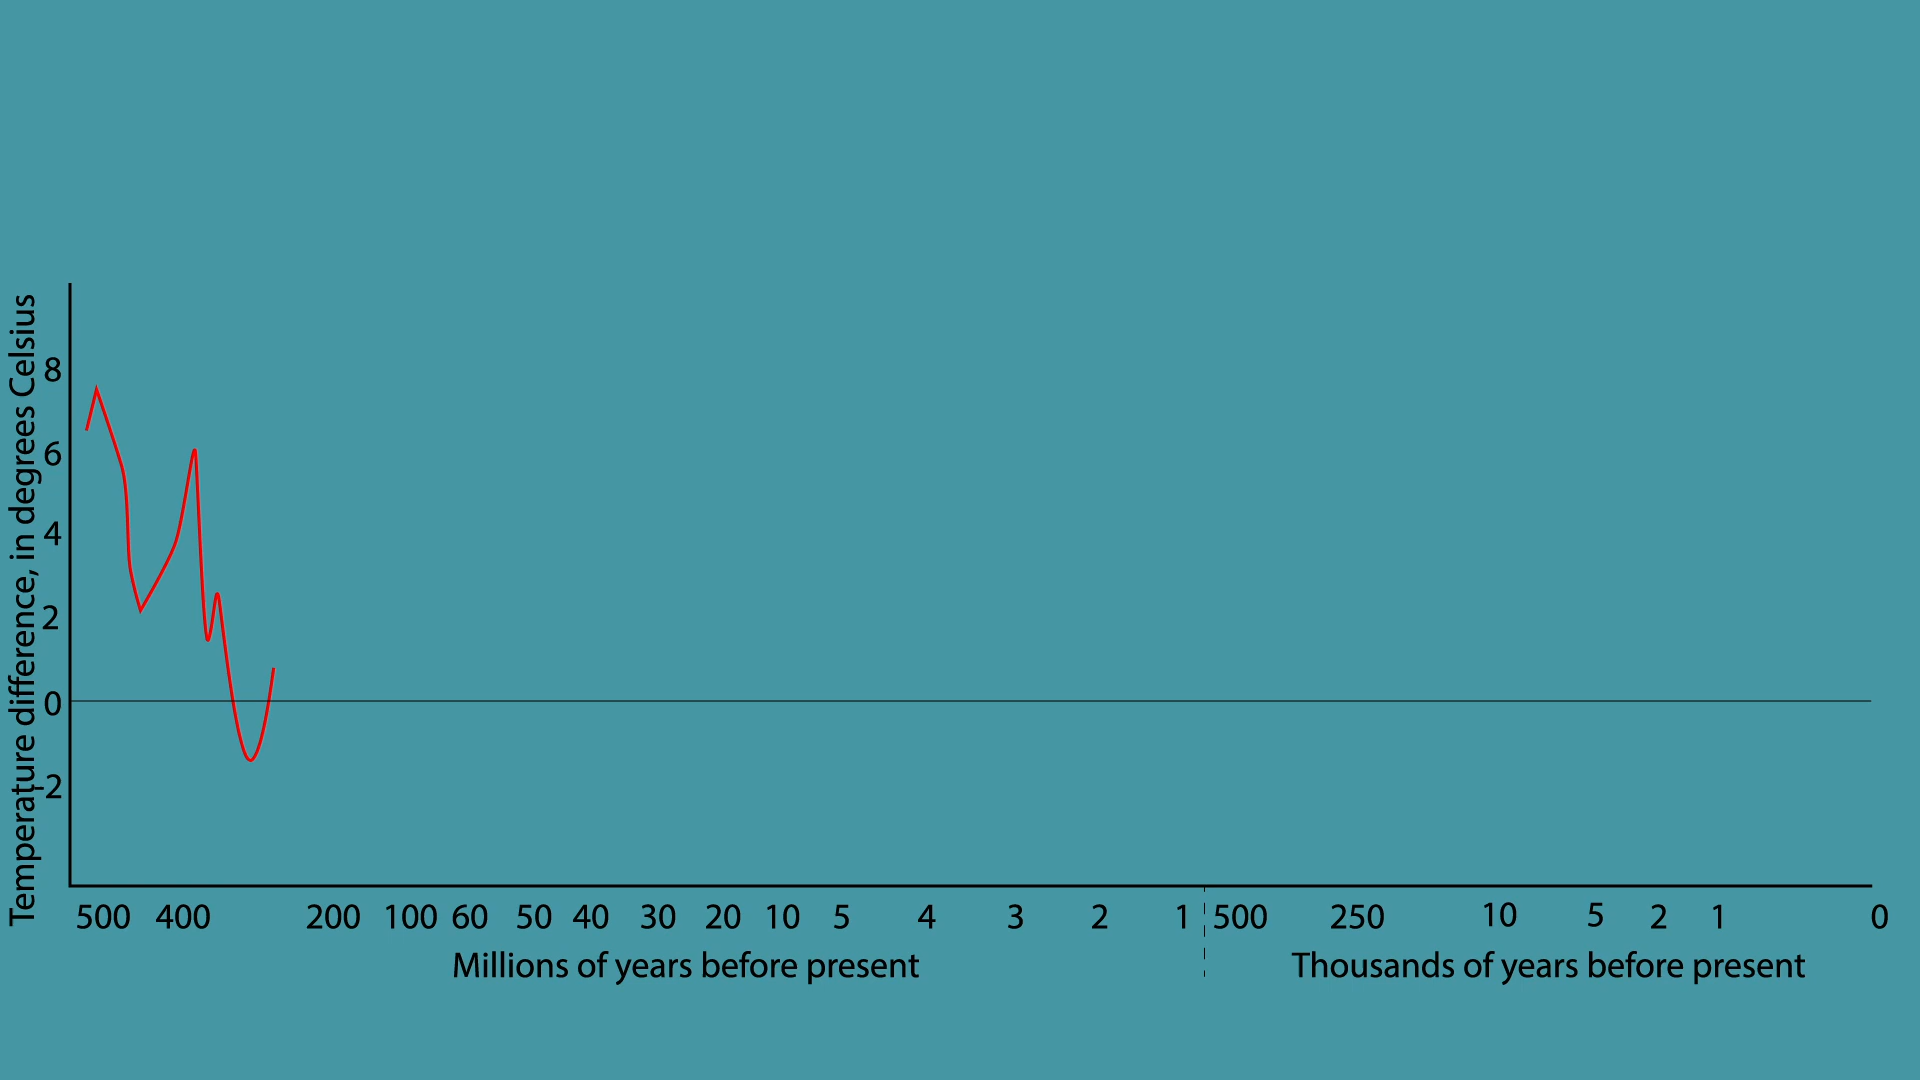 Temperature difference, in degrees Celsius
8
6
4
2
0
-2
500 400 200 100 60 50 40 30 20 10 5 4 3 2 1 500 250 10 5 2 1 0
Millions of years before present Thousands of years before present